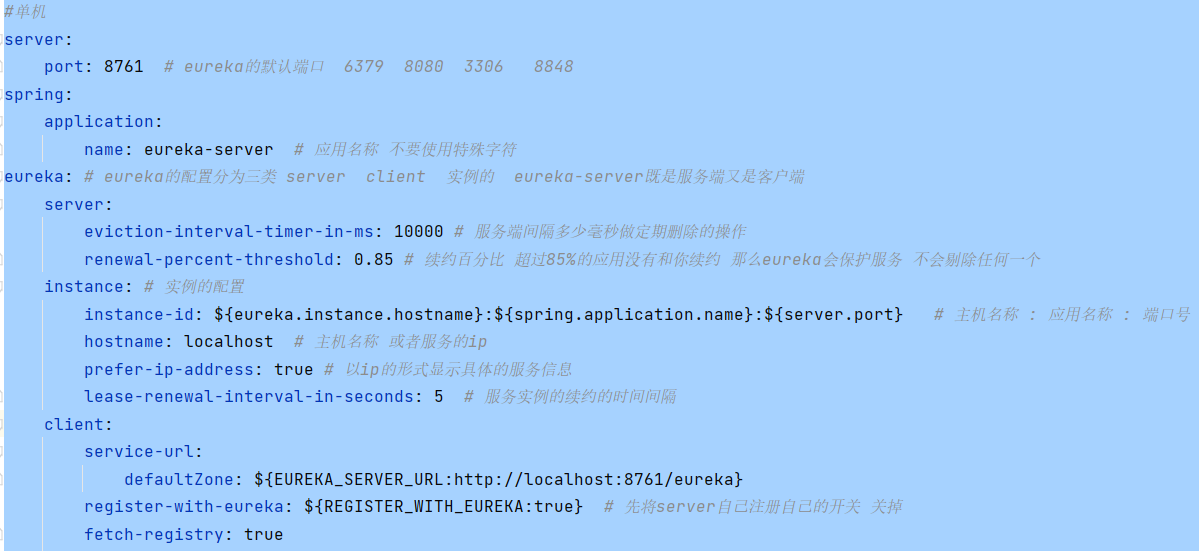 #单机
server:
    port: 8761  # eureka的默认端口  6379  8080  3306   8848
spring:
    application:
        name: eureka-server  # 应用名称 不要使用特殊字符
eureka: # eureka的配置分为三类 server  client  实例的  eureka-server既是服务端又是客户端
    server:
        eviction-interval-timer-in-ms: 10000 # 服务端间隔多少毫秒做定期删除的操作
        renewal-percent-threshold: 0.85 # 续约百分比 超过85%的应用没有和你续约 那么eureka会保护服务 不会剔除任何一个
    instance: # 实例的配置
        instance-id: ${eureka.instance.hostname}:${spring.application.name}:${server.port}   # 主机名称 : 应用名称 : 端口号
        hostname: localhost  # 主机名称 或者服务的ip
        prefer-ip-address: true # 以ip的形式显示具体的服务信息
        lease-renewal-interval-in-seconds: 5  # 服务实例的续约的时间间隔
    client:
        service-url:
            defaultZone: ${EUREKA_SERVER_URL:http://localhost:8761/eureka}
        register-with-eureka: ${REGISTER_WITH_EUREKA:true}  # 先将server自己注册自己的开关 关掉
        fetch-registry: true